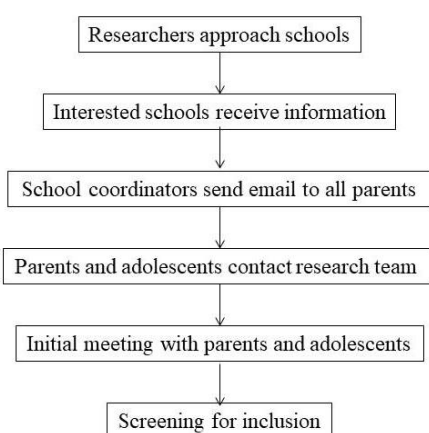 Researchers approach schools
Interested schools receive information
School coordinators send email to all parents
Parents and adolescents contact research team
Initial meeting with parents and adolescents
Screening for inclusion